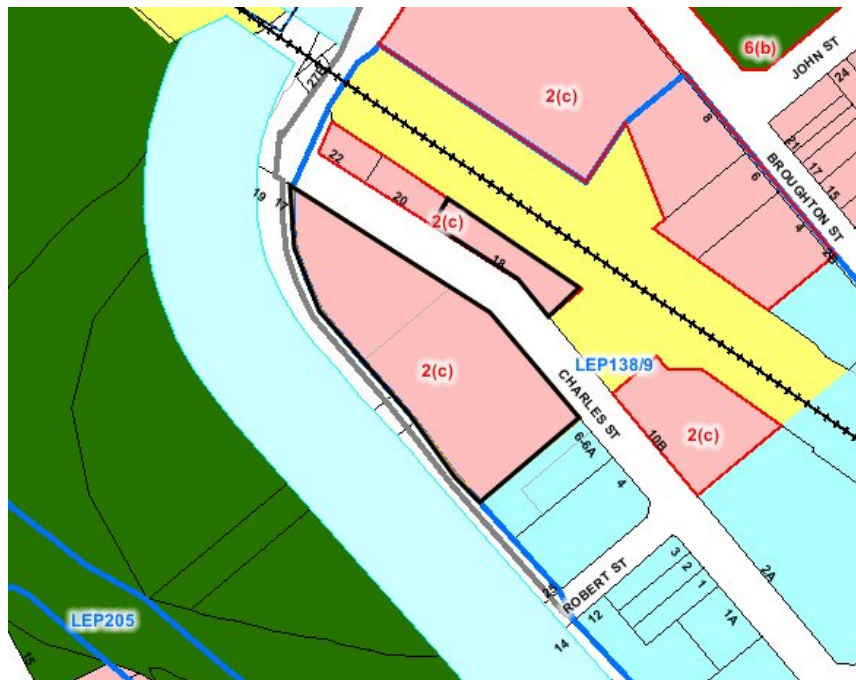 6(b)
JOHN ST
24
27B
2(c)
8
21
17
15
BROUGHTON ST
6
4
2B
22
20
2(c)
18
19
17
LEP138/9
2(c)
CHARLES ST
10B
2(c)
6-6A
4
2A
3
2
1
1A
ROBERT ST
12
14
LEP205
15